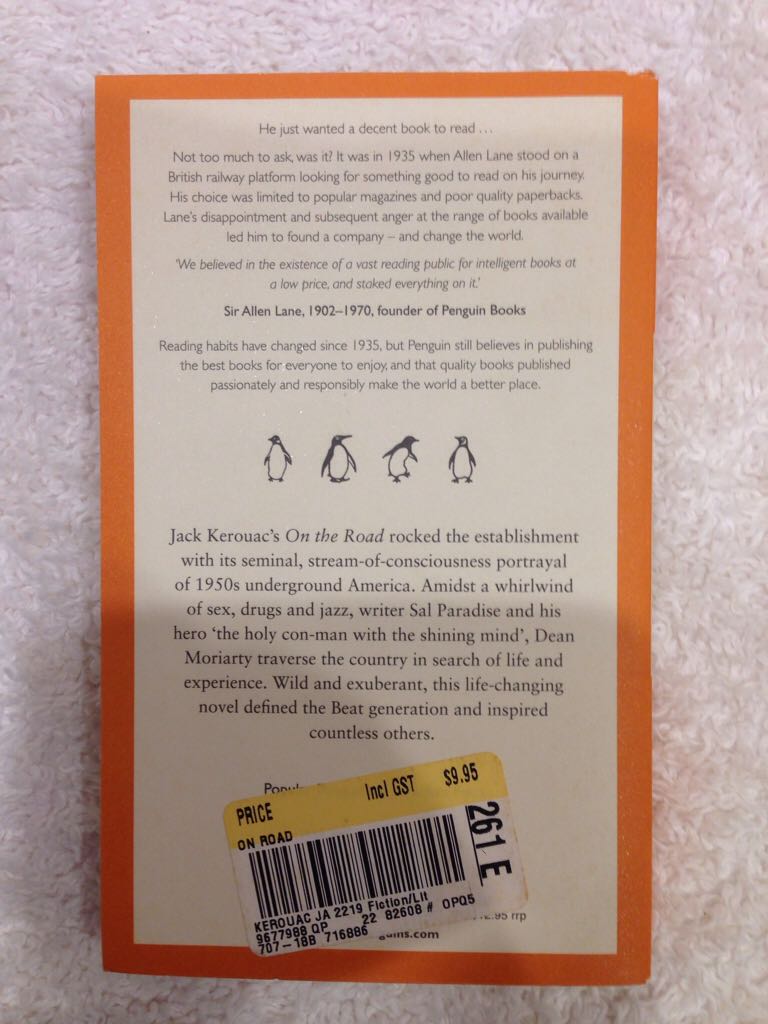 He just wanted a decent book to read ...
Not too much to ask, was it? It was in 1935 when Allen Lane stood on a
British railway platform looking for something good to read on his journey.
His choice was limited to popular magazines and poor quality paperbacks.
Lane's disappointment and subsequent anger at the range of books available
led him to found a company – and change the world.
'We believed in the existence of a vast reading public for intelligent books at
a low price, and staked everything on it.'
Sir Allen Lane, 1902–1970, founder of Penguin Books
Reading habits have changed since 1935, but Penguin still believes in publishing
the best books for everyone to enjoy, and that quality books published
passionately and responsibly make the world a better place.
Jack Kerouac's On the Road rocked the establishment
with its seminal, stream-of-consciousness portrayal
of 1950s underground America. Amidst a whirlwind
of sex, drugs and jazz, writer Sal Paradise and his
hero 'the holy con-man with the shining mind', Dean
Moriarty traverse the country in search of life and
experience. Wild and exuberant, this life-changing
novel defined the Beat generation and inspired
countless others.
PRICE Incl GST $9.95
ON ROAD
261 E
KEROUAC JA 2219 Fiction/Lit
9677988 QP 22 82608 # OPQ5
707-18B 716886
rrp
.com